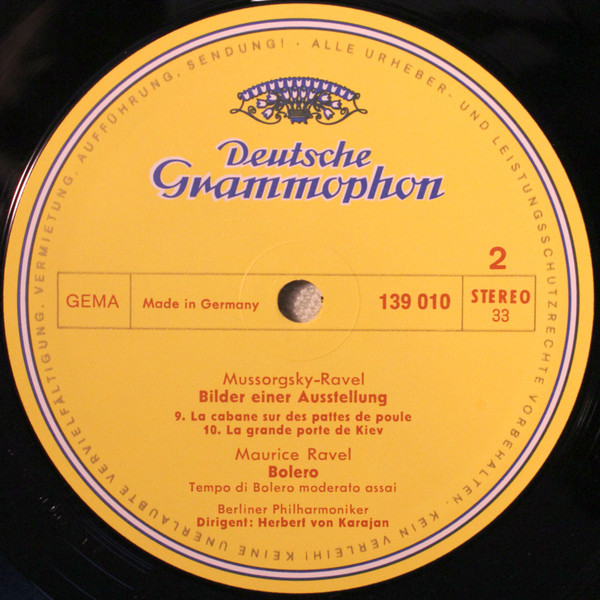 ALLE URHEBER- UND LEISTUNGSSCHUTZRECHTE VORBEHALTEN. KEIN VERLEIH! KEINE UNERLAUBTE VERVIELFÄLTIGUNG, VERMIETUNG, AUFFÜHRUNG, SENDUNG! ·
Deutsche
Grammophon
2
GEMA
Made in Germany
139 010
STEREO
33
Mussorgsky-Ravel
Bilder einer Ausstellung
9. La cabane sur des pattes de poule
10. La grande porte de Kiev
Maurice Ravel
Bolero
Tempo di Bolero moderato assai
Berliner Philharmoniker
Dirigent: Herbert von Karajan